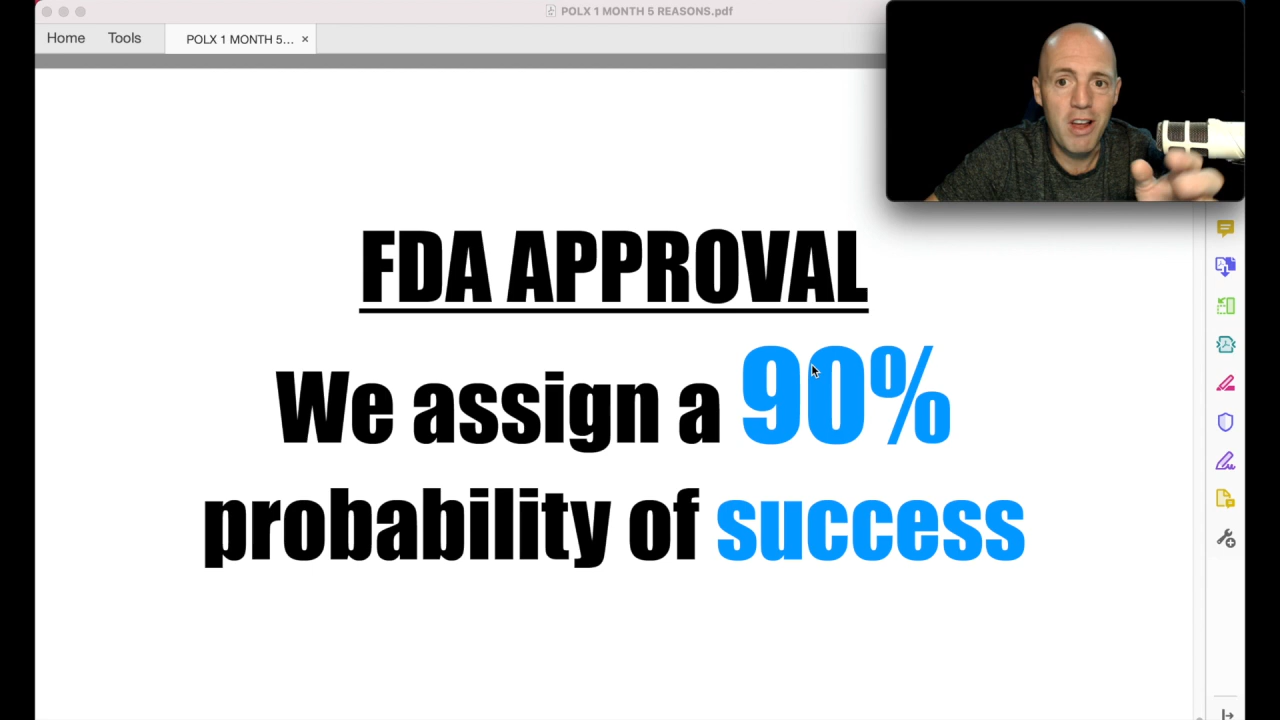 POLX 1 MONTH 5 REASONS.pdf
Home Tools POLX 1 MONTH 5... ×
FDA APPROVAL
We assign a 90%
probability of success